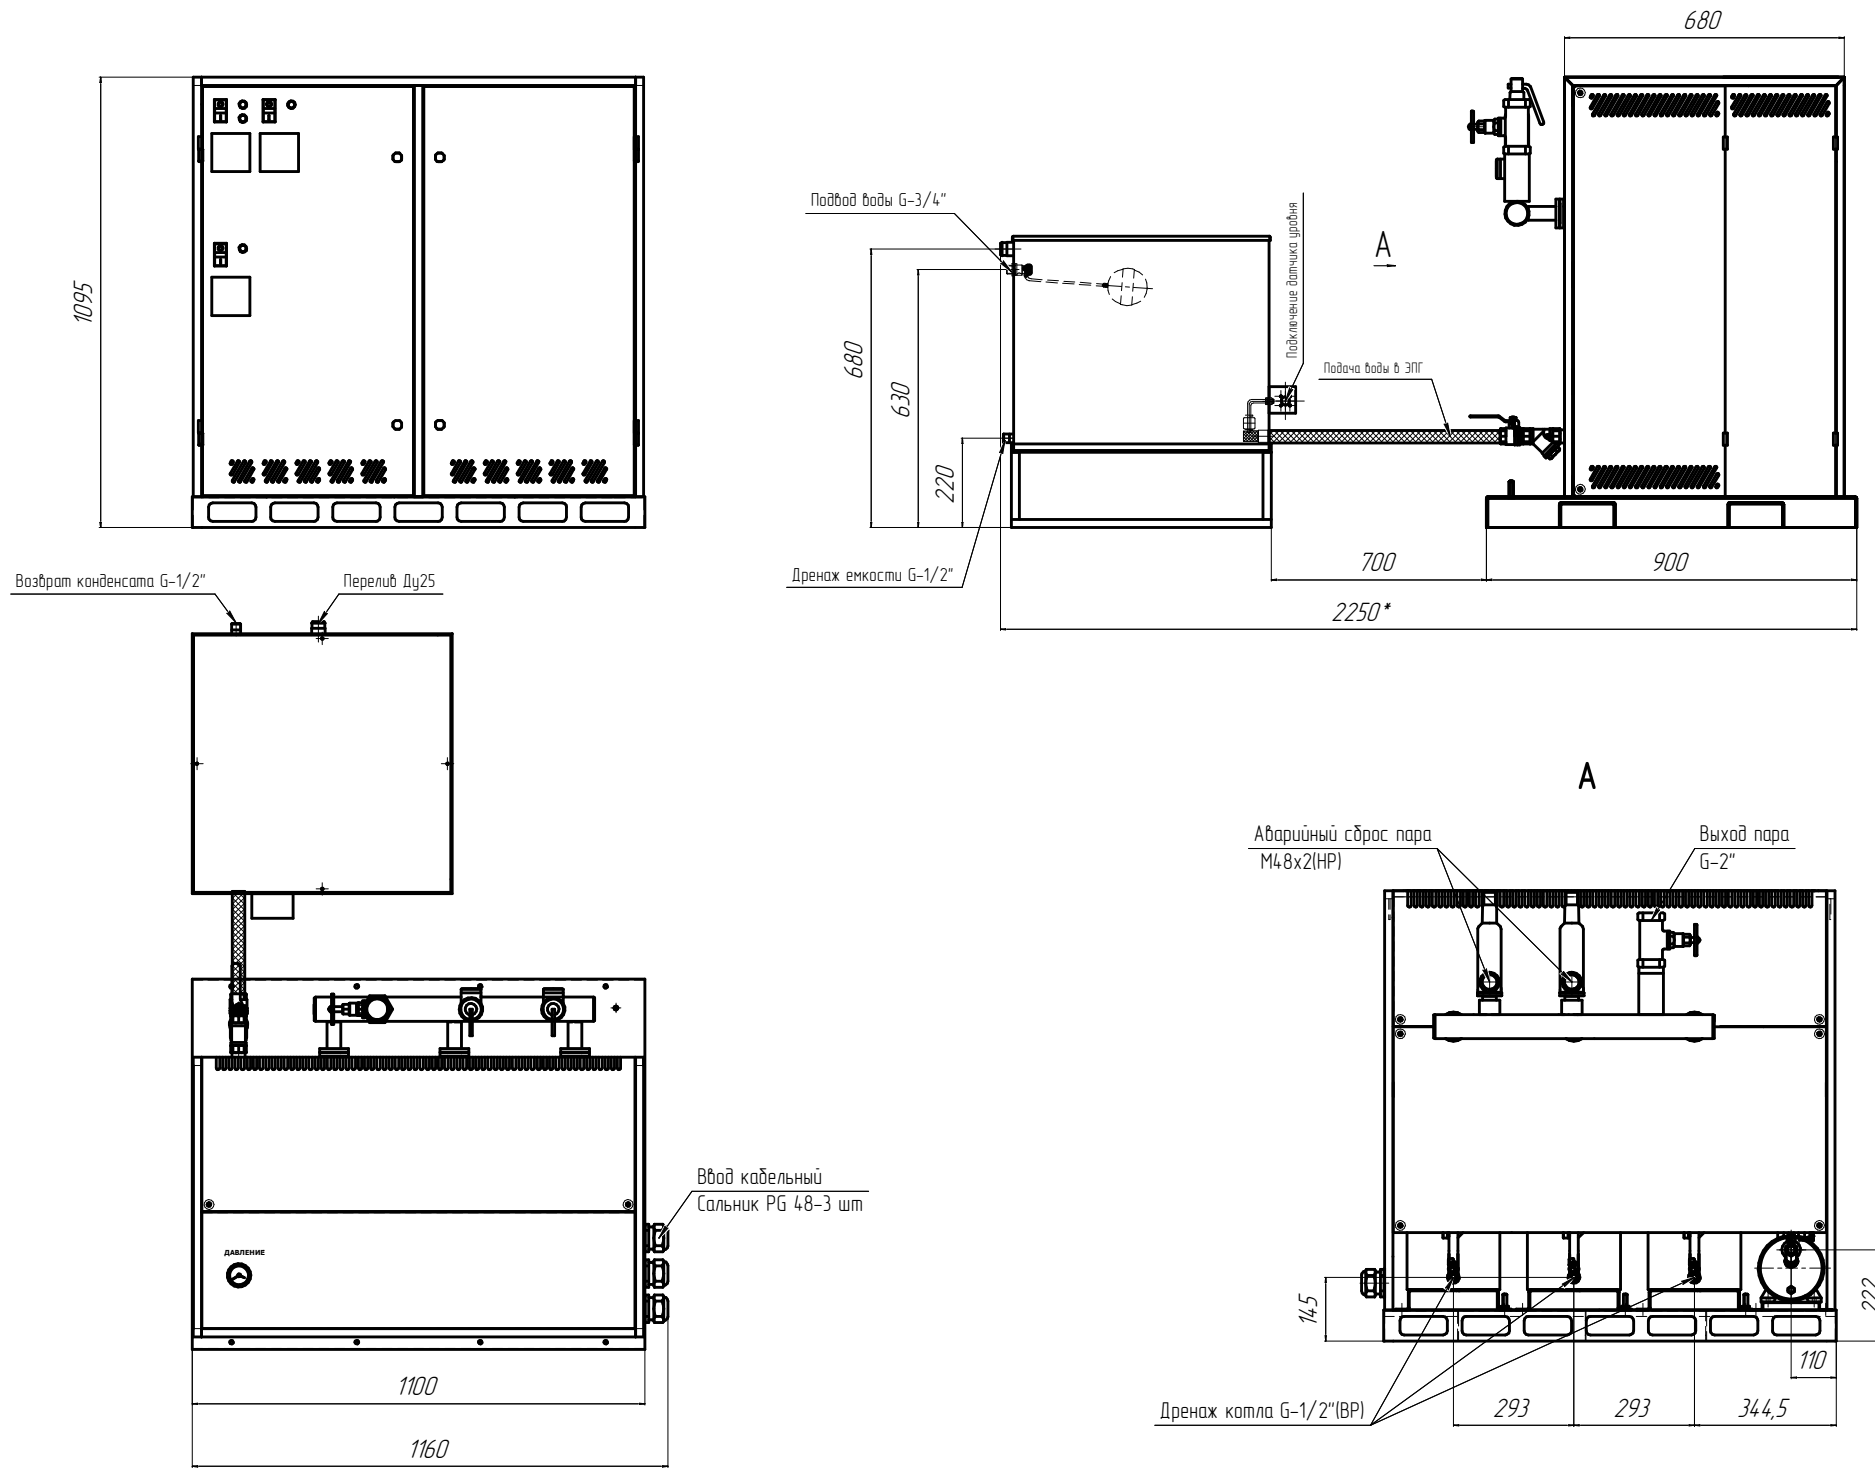 680
1095
Подвод воды G-3/4"
Подключение датчика уровня
А
680
630
220
Подача воды в ЭПГ
Дренаж емкости G-1/2"
700
900
2250*
Возврат конденсата G-1/2"
Перелив Ду25
А
Аварийный сброс пара
М48х2(НР)
Выход пара
G-2"
Ввод кабельный
Сальник PG 48-3 шт
ДАВЛЕНИЕ
145
222
110
Дренаж котла G-1/2"(ВР)
293
293
344,5
1100
1160